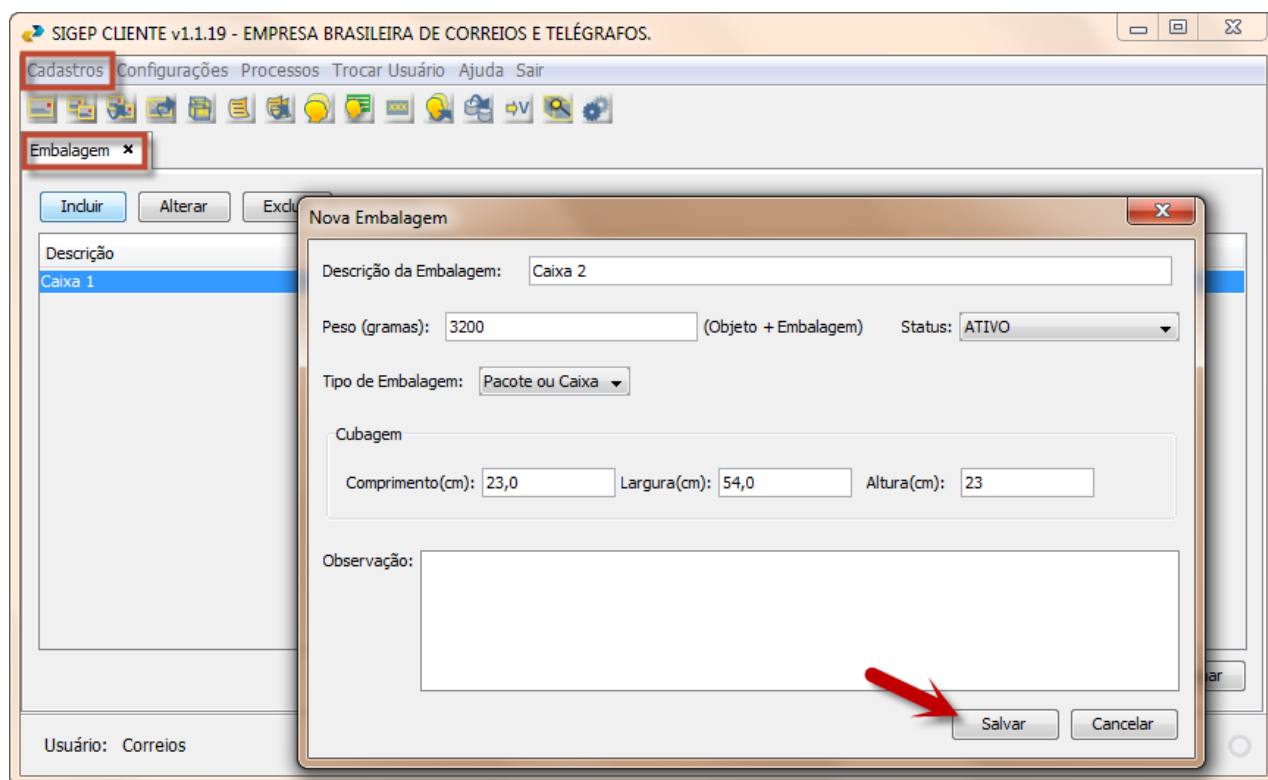 SIGEP CLIENTE v1.1.19 - EMPRESA BRASILEIRA DE CORREIOS E TELÉGRAFOS.
Cadastros Configurações Processos Trocar Usuário Ajuda Sair
Embalagem
Incluir Alterar
Nova Embalagem
Descrição
Caixa 1
Descrição da Embalagem: Caixa 2
Peso (gramas): 3200 (Objeto + Embalagem) Status: ATIVO
Tipo de Embalagem: Pacote ou Caixa
Cubagem
Comprimento(cm): 23,0 Largura(cm): 54,0 Altura(cm): 23
Observação:
Salvar Cancelar
Usuário: Correios